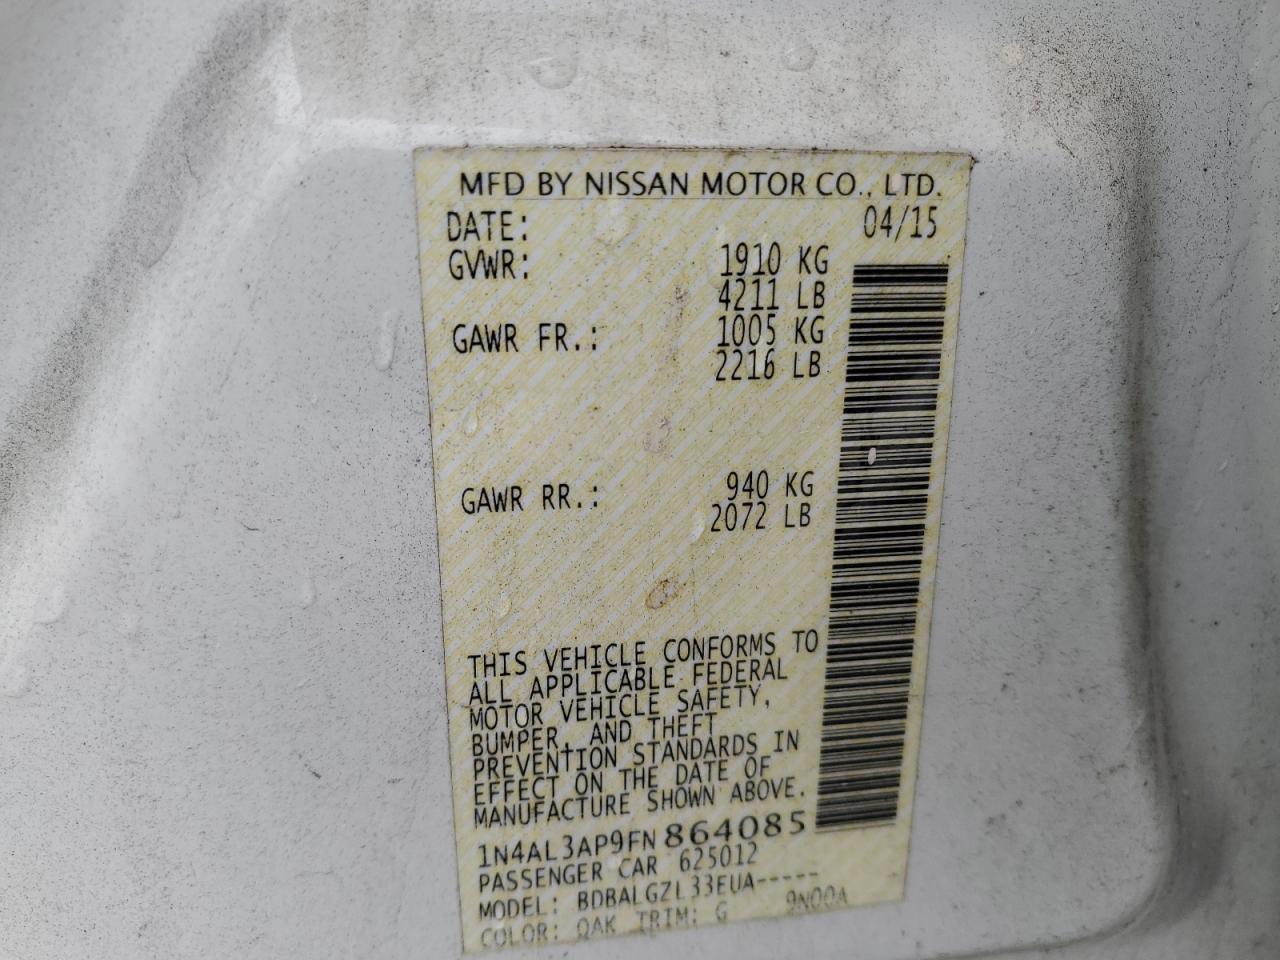 MFD BY NISSAN MOTOR CO., LTD.
DATE: 04/15
GVWR: 1910 KG
4211 LB
GAWR FR.: 1005 KG
2216 LB
GAWR RR.: 940 KG
2072 LB
THIS VEHICLE CONFORMS TO
ALL APPLICABLE FEDERAL
MOTOR VEHICLE SAFETY,
BUMPER, AND THEFT
PREVENTION STANDARDS IN
EFFECT ON THE DATE OF
MANUFACTURE SHOWN ABOVE.
1N4AL3AP9FN864085
PASSENGER CAR 625012
MODEL: BDBALGZL33EUA-----
COLOR: QAK TRIM: G 9N00A